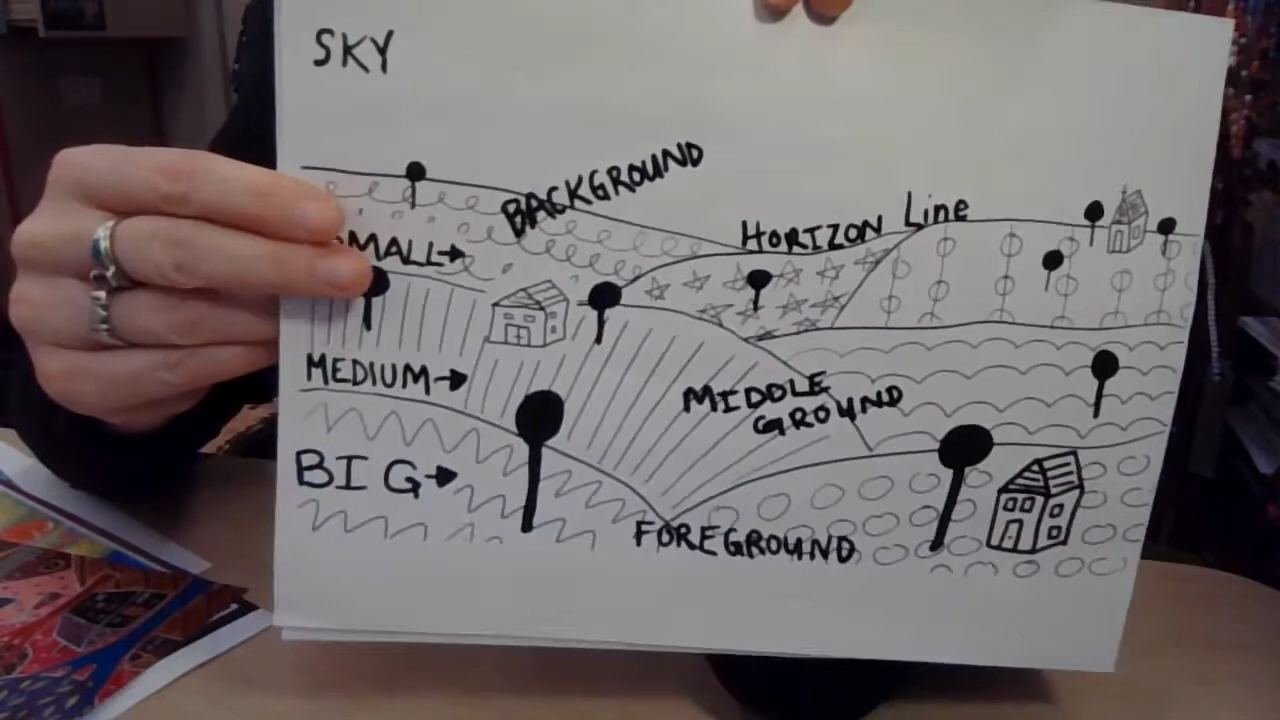 SKY
BACKGROUND
HORIZON Line
MALL→
MEDIUM→
MIDDLE
GROUND
BIG→
FOREGROUND